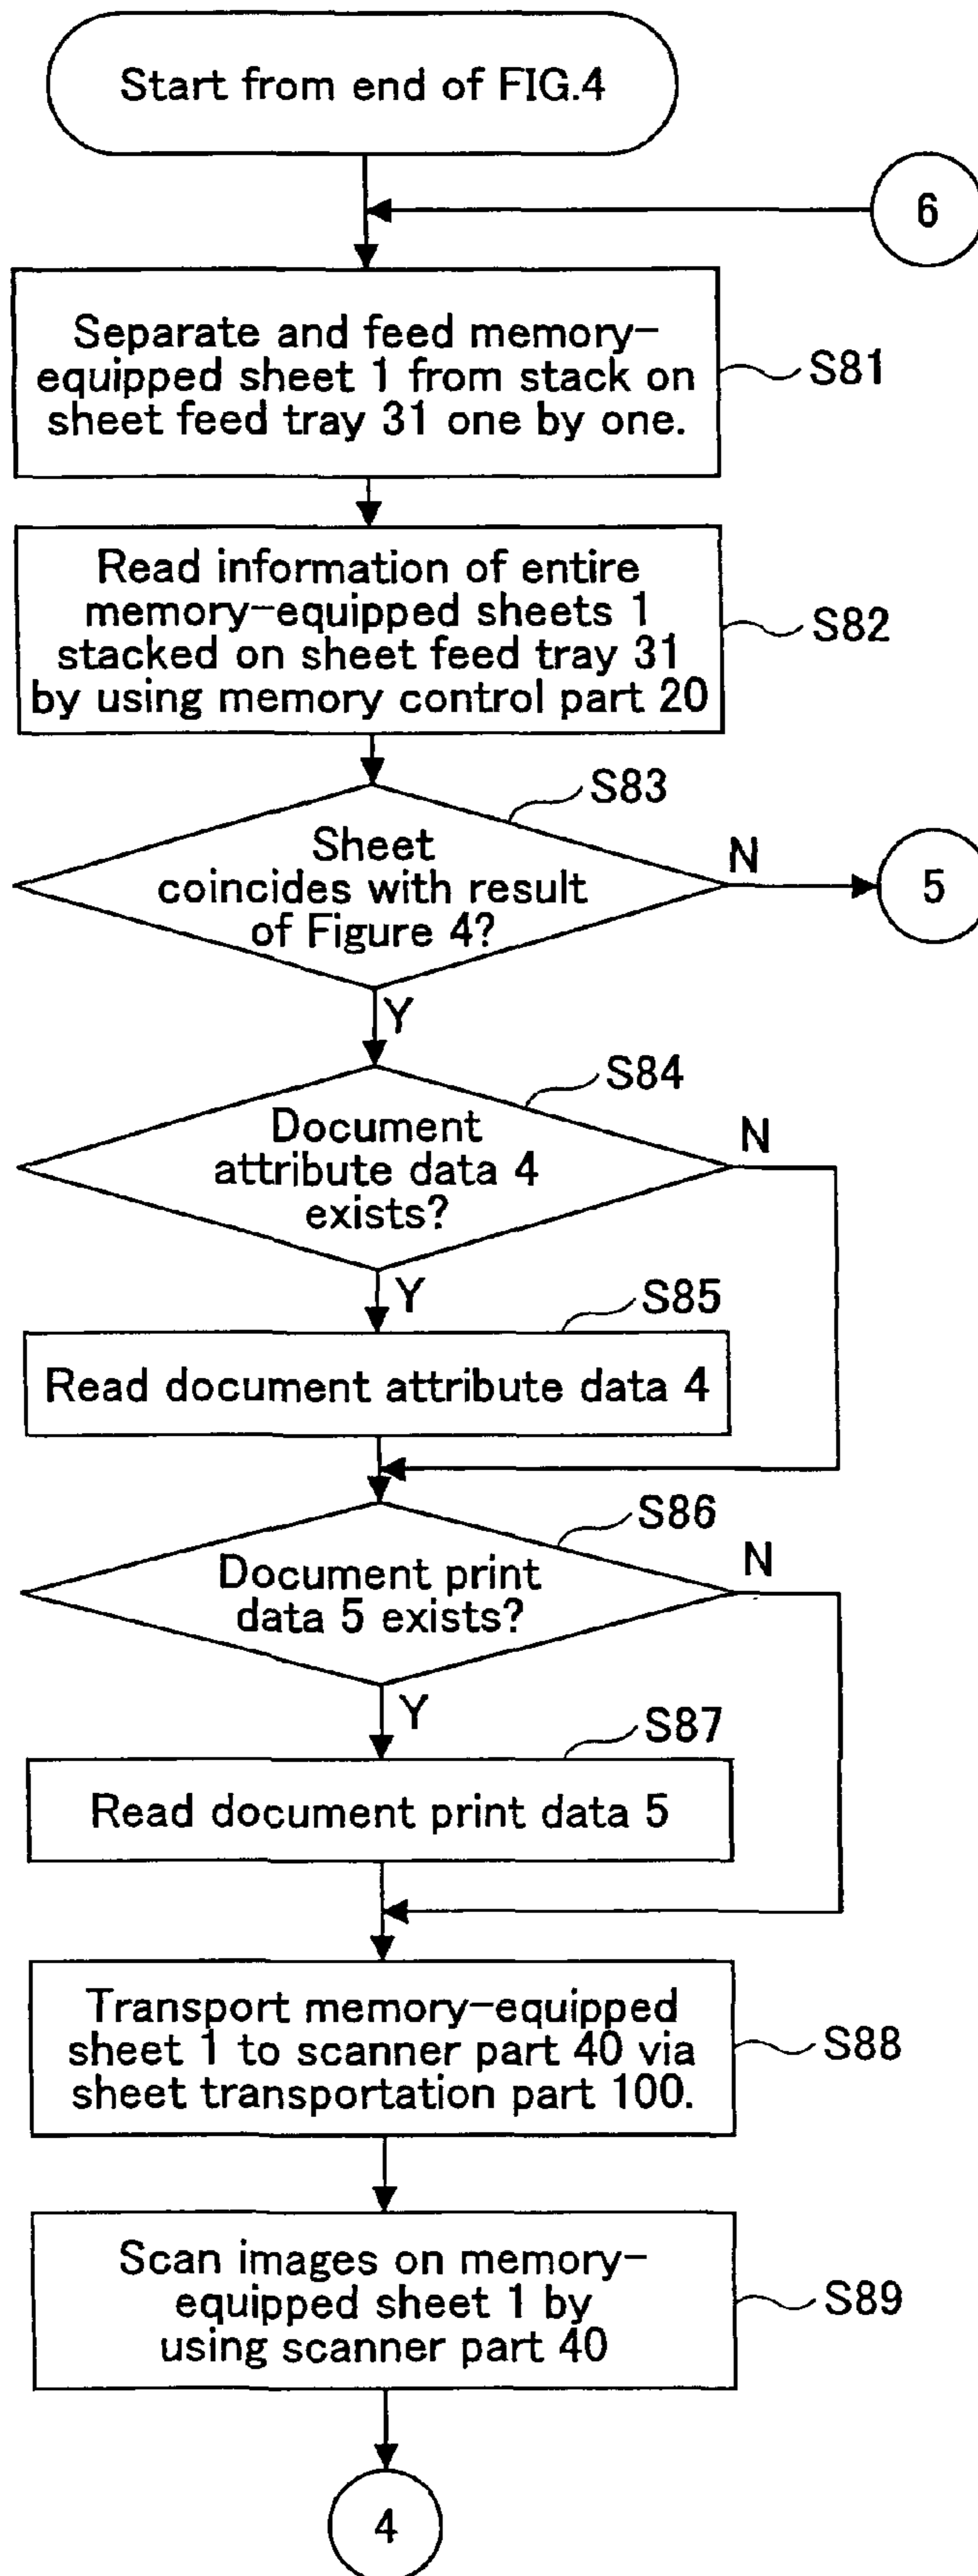 Start from end of FIG.4
6
Separate and feed memory-
equipped sheet 1 from stack on
sheet feed tray 31 one by one.
S81
Read information of entire
memory-equipped sheets 1
stacked on sheet feed tray 31
by using memory control part 20
S82
S83
Sheet
coincides with result
of Figure 4?
N
5
Y
S84
Document
attribute data 4
exists?
N
Y
S85
Read document attribute data 4
S86
Document print
data 5 exists?
N
Y
S87
Read document print data 5
Transport memory-equipped
sheet 1 to scanner part 40 via
sheet transportation part 100.
S88
Scan images on memory-
equipped sheet 1 by
using scanner part 40
S89
4